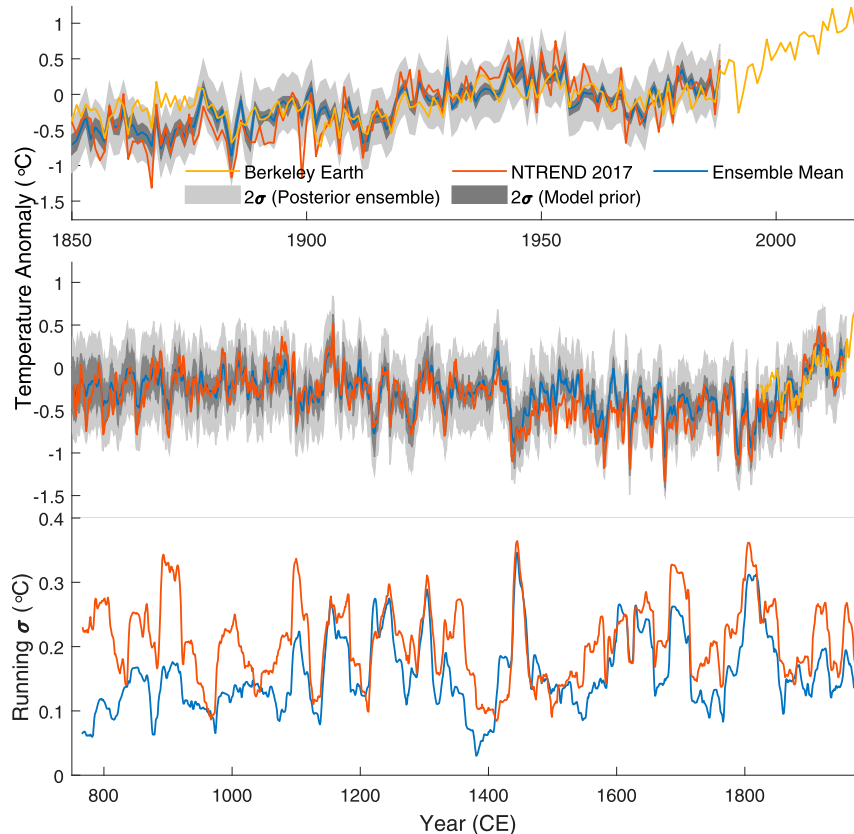 1
0.5
0
-0.5
-1
-1.5
Berkeley Earth NTREND 2017 Ensemble Mean
2σ (Posterior ensemble) 2σ (Model prior)
1850 1900 1950 2000
Temperature Anomaly (°C)
1
0.5
0
-0.5
-1
-1.5
0.4
0.3
0.2
0.1
0
Running σ (°C)
800 1000 1200 1400 1600 1800
Year (CE)